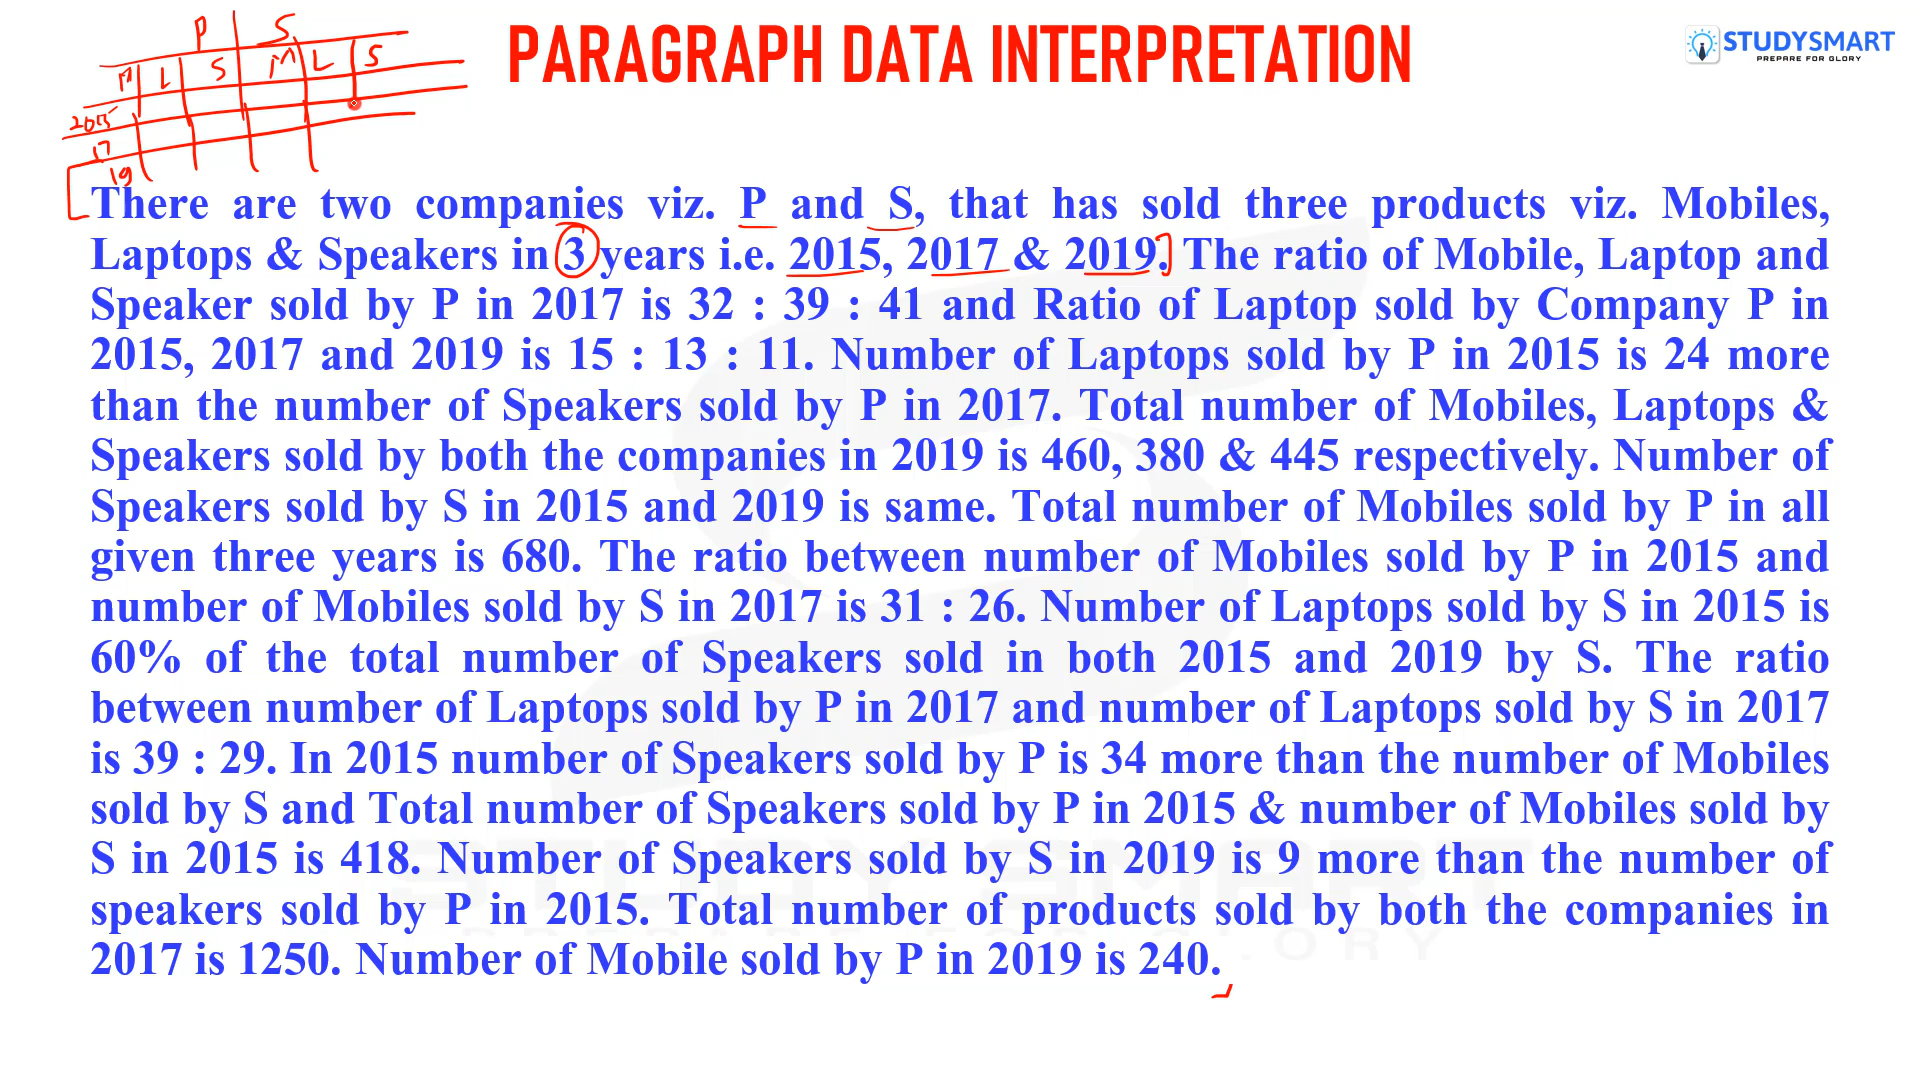 PARAGRAPH DATA INTERPRETATION
STUDYSMART
PREPARE FOR GLORY
P S
M L S M L S
2015
17
19
There are two companies viz. P and S, that has sold three products viz. Mobiles,
Laptops & Speakers in 3 years i.e. 2015, 2017 & 2019. The ratio of Mobile, Laptop and
Speaker sold by P in 2017 is 32 : 39 : 41 and Ratio of Laptop sold by Company P in
2015, 2017 and 2019 is 15 : 13 : 11. Number of Laptops sold by P in 2015 is 24 more
than the number of Speakers sold by P in 2017. Total number of Mobiles, Laptops &
Speakers sold by both the companies in 2019 is 460, 380 & 445 respectively. Number of
Speakers sold by S in 2015 and 2019 is same. Total number of Mobiles sold by P in all
given three years is 680. The ratio between number of Mobiles sold by P in 2015 and
number of Mobiles sold by S in 2017 is 31 : 26. Number of Laptops sold by S in 2015 is
60% of the total number of Speakers sold in both 2015 and 2019 by S. The ratio
between number of Laptops sold by P in 2017 and number of Laptops sold by S in 2017
is 39 : 29. In 2015 number of Speakers sold by P is 34 more than the number of Mobiles
sold by S and Total number of Speakers sold by P in 2015 & number of Mobiles sold by
S in 2015 is 418. Number of Speakers sold by S in 2019 is 9 more than the number of
speakers sold by P in 2015. Total number of products sold by both the companies in
2017 is 1250. Number of Mobile sold by P in 2019 is 240.
STUDY SMART
PREPARE FOR GLORY